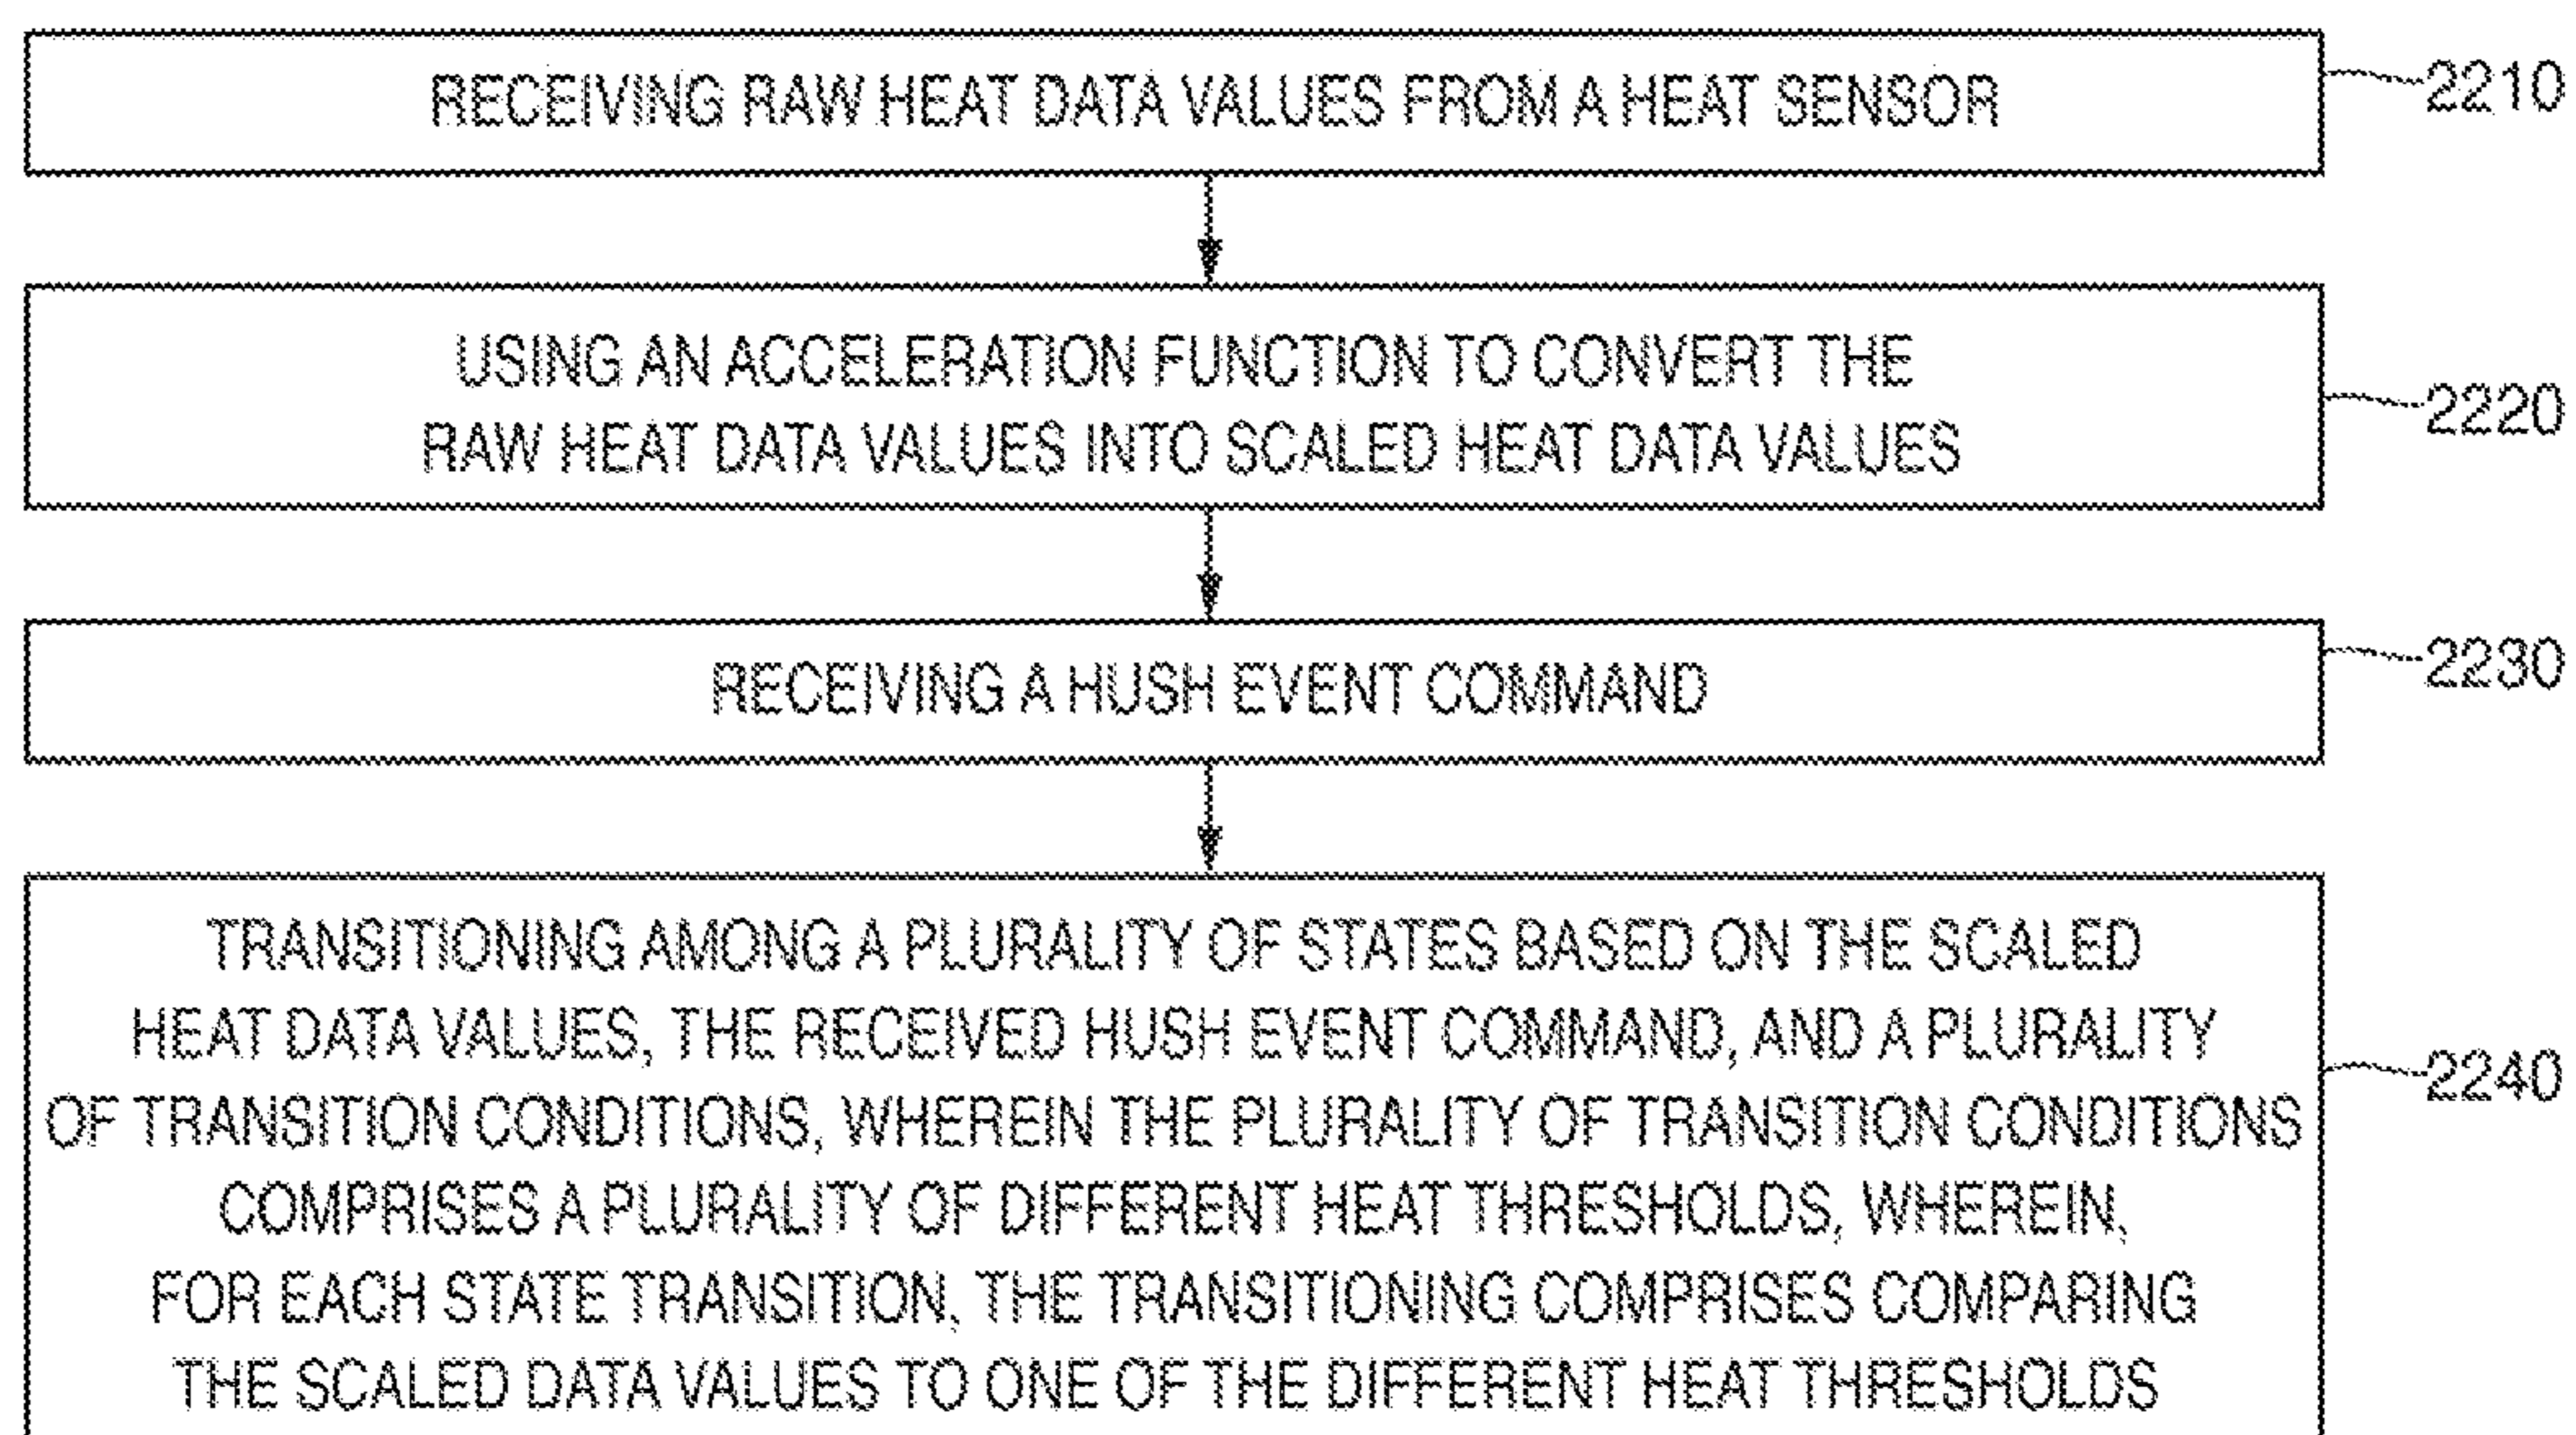 RECEIVING RAW HEAT DATA VALUES FROM A HEAT SENSOR
2210
USING AN ACCELERATION FUNCTION TO CONVERT THE
RAW HEAT DATA VALUES INTO SCALED HEAT DATA VALUES
2220
RECEIVING A HUSH EVENT COMMAND
2230
TRANSITIONING AMONG A PLURALITY OF STATES BASED ON THE SCALED
HEAT DATA VALUES, THE RECEIVED HUSH EVENT COMMAND, AND A PLURALITY
OF TRANSITION CONDITIONS, WHEREIN THE PLURALITY OF TRANSITION CONDITIONS
COMPRISES A PLURALITY OF DIFFERENT HEAT THRESHOLDS, WHEREIN,
FOR EACH STATE TRANSITION, THE TRANSITIONING COMPRISES COMPARING
THE SCALED DATA VALUES TO ONE OF THE DIFFERENT HEAT THRESHOLDS
2240